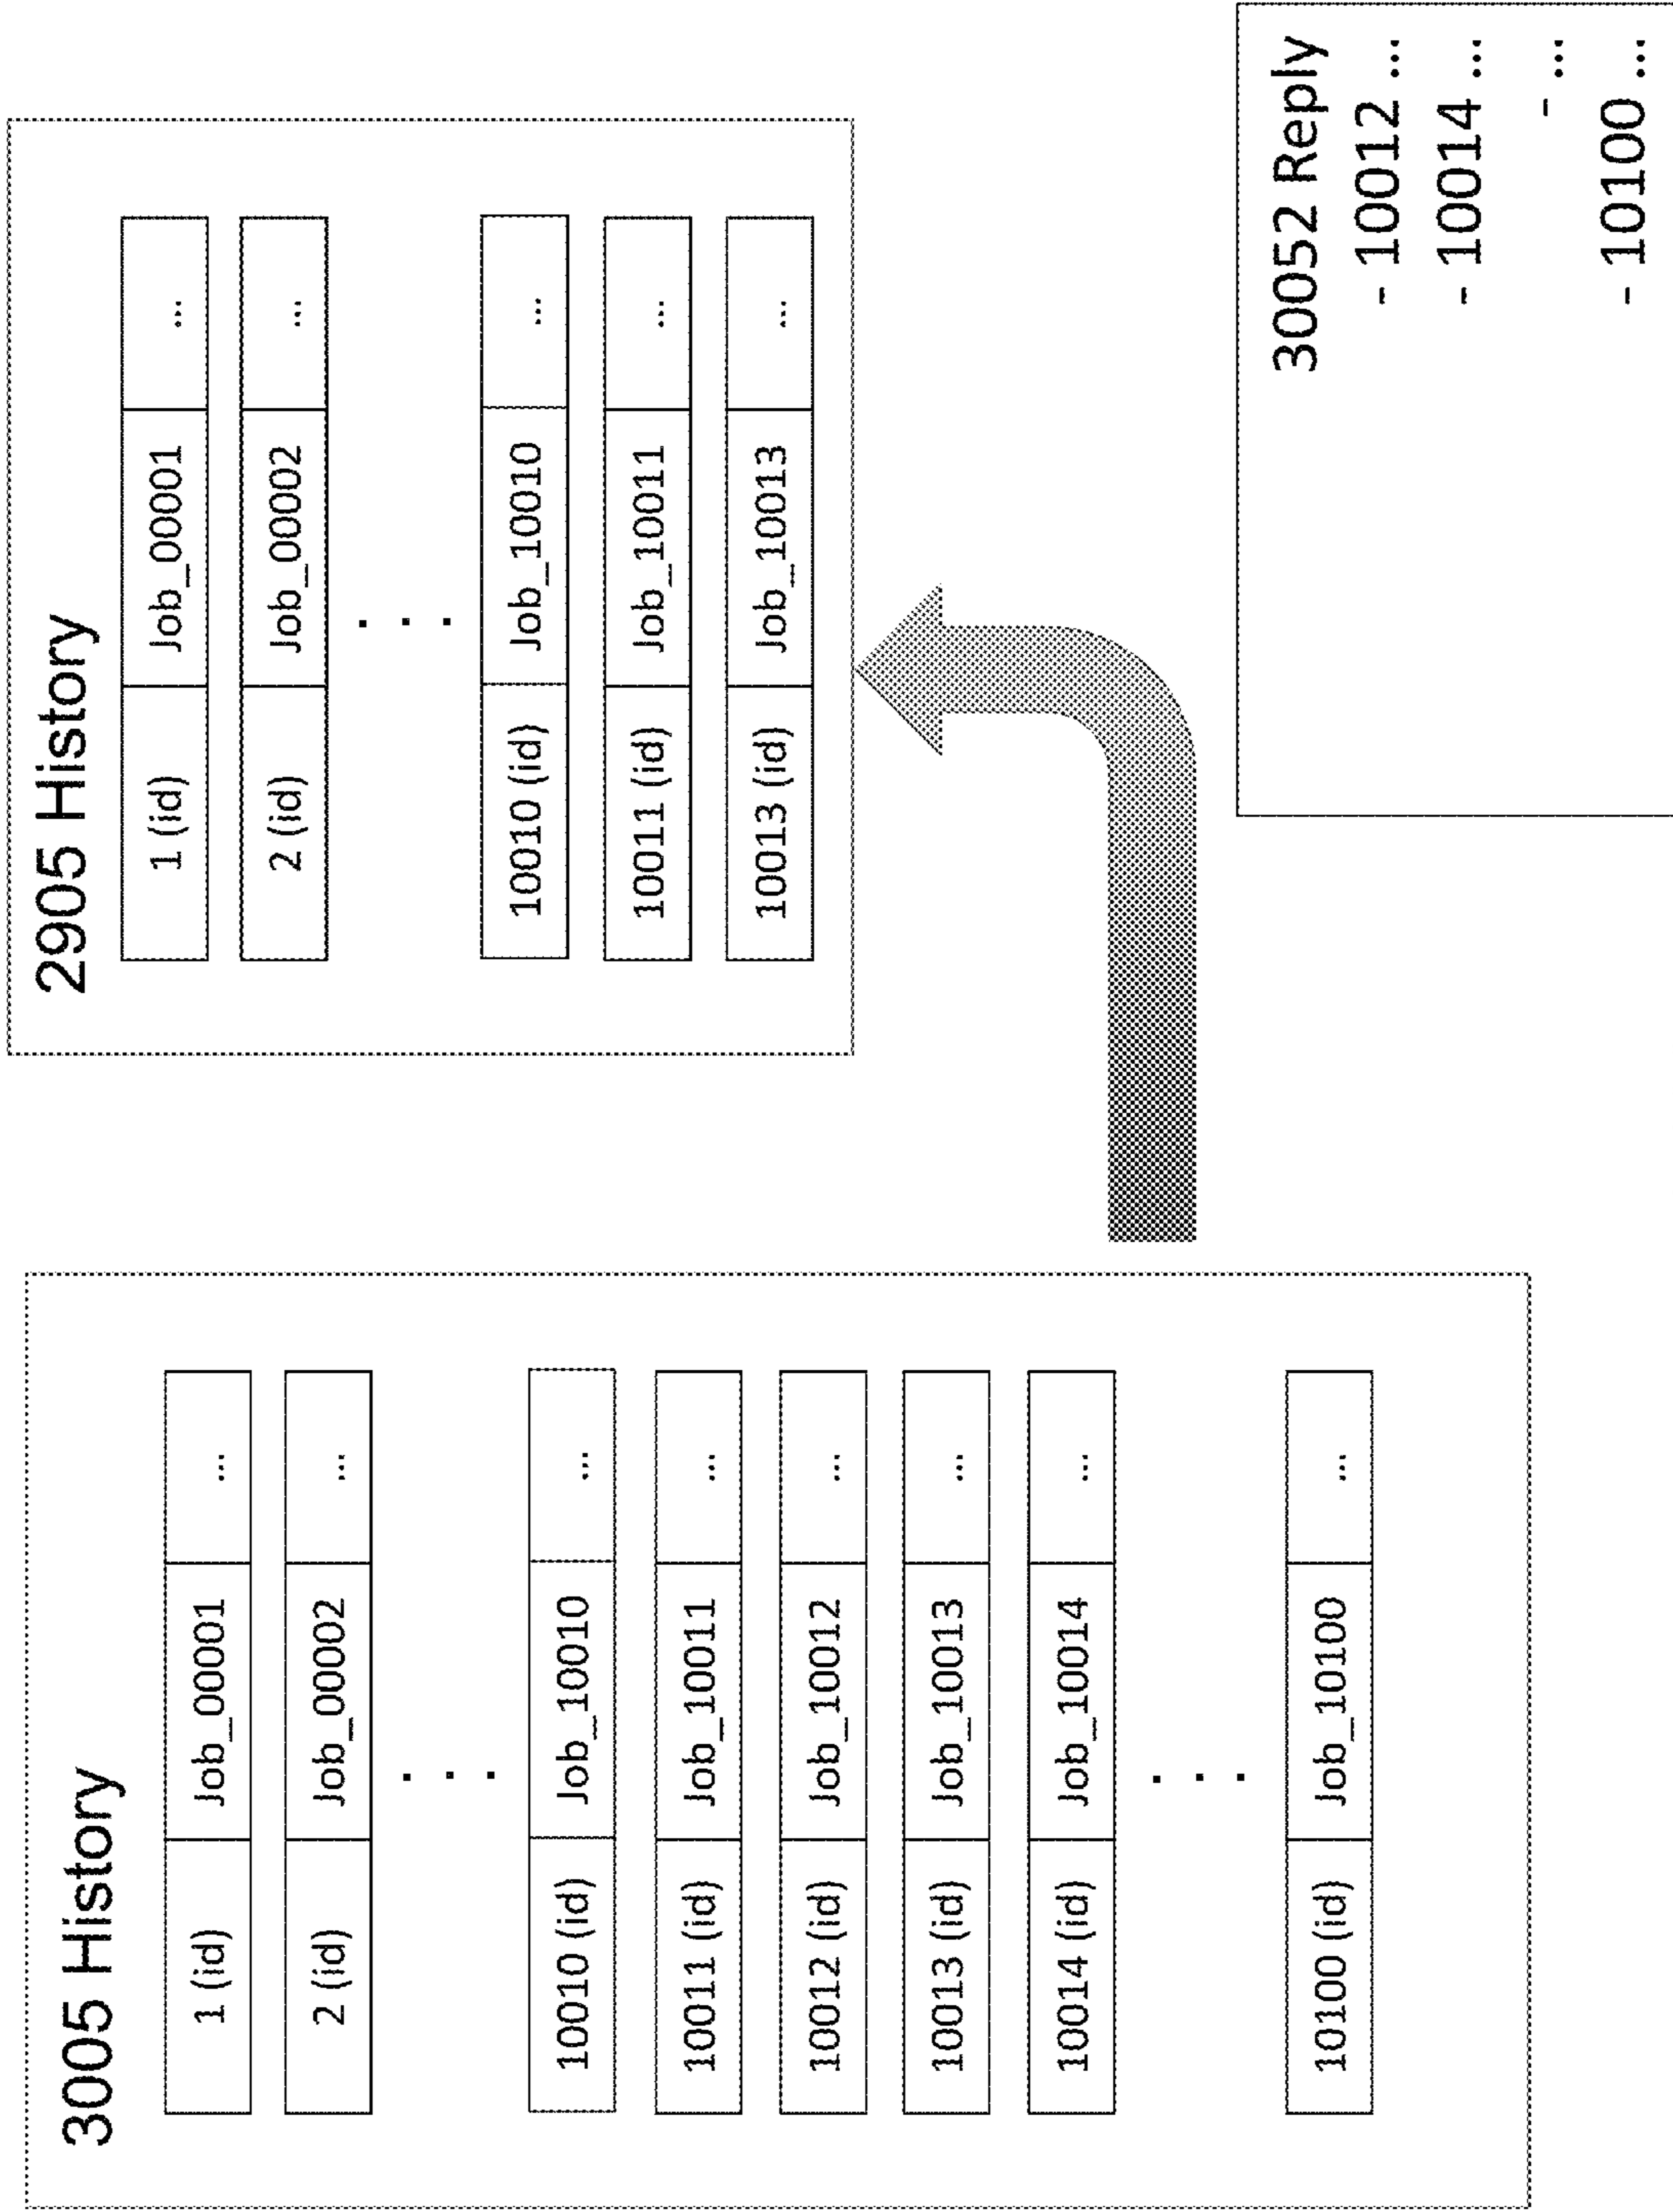 3005 History
1 (id) Job_00001 ...
2 (id) Job_00002 ...
. . .
10010 (id) Job_10010 ...
10011 (id) Job_10011 ...
10012 (id) Job_10012 ...
10013 (id) Job_10013 ...
10014 (id) Job_10014 ...
. . .
10100 (id) Job_10100 ...
2905 History
1 (id) Job_00001 ...
2 (id) Job_00002 ...
. . .
10010 (id) Job_10010 ...
10011 (id) Job_10011 ...
10013 (id) Job_10013 ...
30052 Reply
- 10012 ...
- 10014 ...
- ...
- 10100 ...